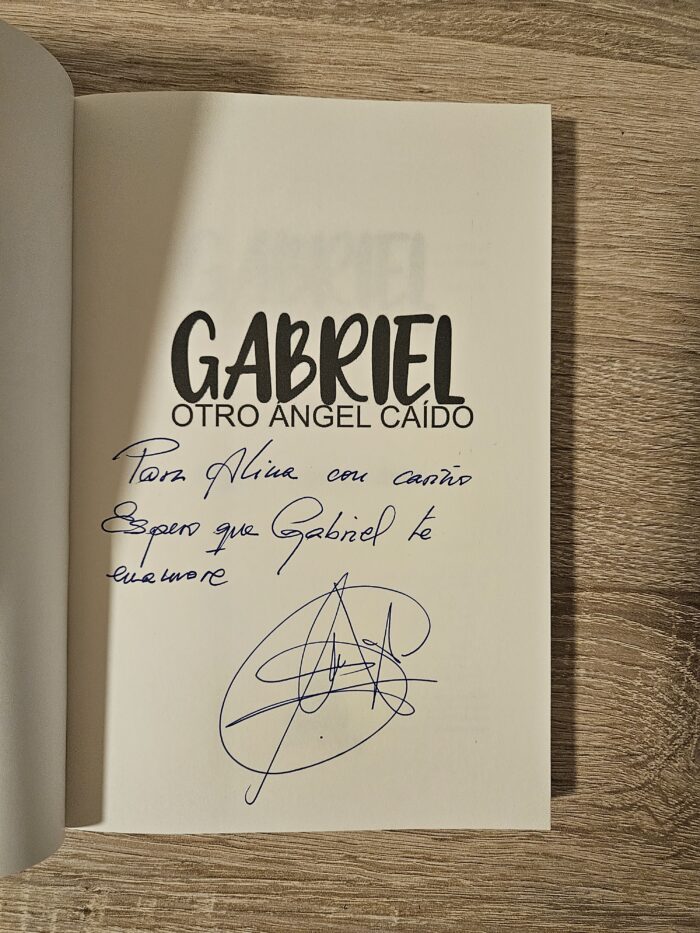 GABRIEL
OTRO ÁNGEL CAÍDO
Para Alina con cariño
Espero que Gabriel te
enamore